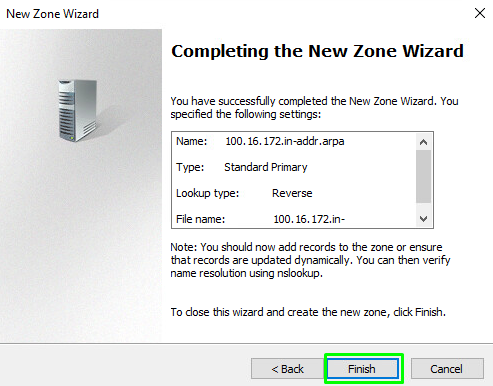 New Zone Wizard
Completing the New Zone Wizard
You have successfully completed the New Zone Wizard. You
specified the following settings:
Name: 100.16.172.in-addr.arpa
Type: Standard Primary
Lookup type: Reverse
File name: 100.16.172.in-
Note: You should now add records to the zone or ensure
that records are updated dynamically. You can then verify
name resolution using nslookup.
To close this wizard and create the new zone, click Finish.
< Back Finish Cancel